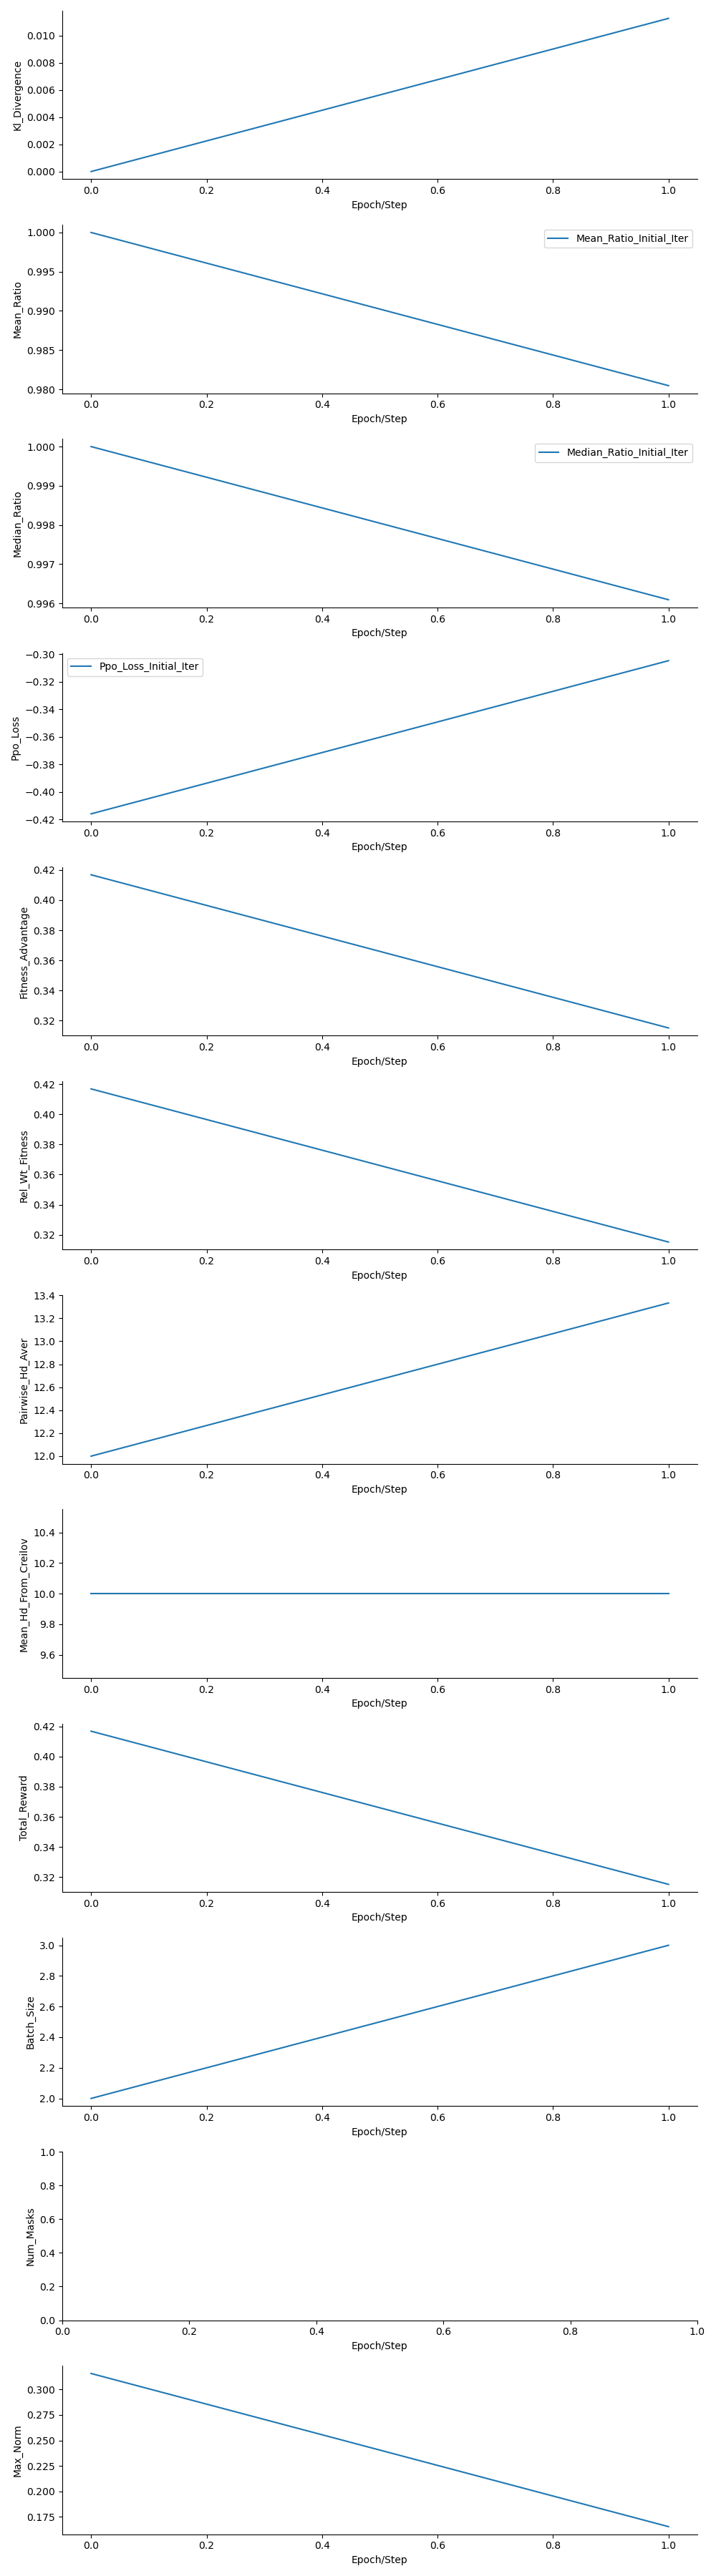 0.010
0.008
0.006
0.004
0.002
0.000
Kl_Divergence
0.0 0.2 0.4 0.6 0.8 1.0
Epoch/Step
1.000
0.995
0.990
0.985
0.980
Mean_Ratio
Mean_Ratio_Initial_Iter
0.0 0.2 0.4 0.6 0.8 1.0
Epoch/Step
1.000
0.999
0.998
0.997
0.996
Median_Ratio
Median_Ratio_Initial_Iter
0.0 0.2 0.4 0.6 0.8 1.0
Epoch/Step
−0.30
−0.32
−0.34
−0.36
−0.38
−0.40
−0.42
Ppo_Loss
Ppo_Loss_Initial_Iter
0.0 0.2 0.4 0.6 0.8 1.0
Epoch/Step
0.42
0.40
0.38
0.36
0.34
0.32
Fitness_Advantage
0.0 0.2 0.4 0.6 0.8 1.0
Epoch/Step
0.42
0.40
0.38
0.36
0.34
0.32
Rel_Wt_Fitness
0.0 0.2 0.4 0.6 0.8 1.0
Epoch/Step
13.4
13.2
13.0
12.8
12.6
12.4
12.2
12.0
Pairwise_Hd_Aver
0.0 0.2 0.4 0.6 0.8 1.0
Epoch/Step
10.4
10.2
10.0
9.8
9.6
Mean_Hd_From_Creilov
0.0 0.2 0.4 0.6 0.8 1.0
Epoch/Step
0.42
0.40
0.38
0.36
0.34
0.32
Total_Reward
0.0 0.2 0.4 0.6 0.8 1.0
Epoch/Step
3.0
2.8
2.6
2.4
2.2
2.0
Batch_Size
0.0 0.2 0.4 0.6 0.8 1.0
Epoch/Step
1.0
0.8
0.6
0.4
0.2
0.0
Num_Masks
0.0 0.2 0.4 0.6 0.8 1.0
Epoch/Step
0.300
0.275
0.250
0.225
0.200
0.175
Max_Norm
0.0 0.2 0.4 0.6 0.8 1.0
Epoch/Step